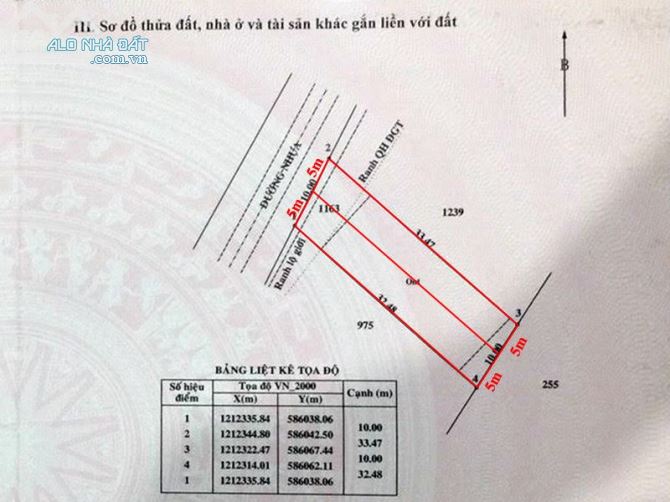 III. Sơ đồ thửa đất, nhà ở và tài sản khác gắn liền với đất
ALO NHÀ ĐẤT
.com.vn
B
ĐƯỜNG NHỰA
2
5m
10.00
5m
Ranh QH ĐGT
1163
1239
Ranh lộ giới
33.47
Ont
32.48
975
3
5m
10.00
5m
4
255
BẢNG LIỆT KÊ TỌA ĐỘ
Số hiệu điểm Tọa độ VN_2000 Cạnh (m)
X(m) Y(m)
1 1212335.84 586038.06
10.00
2 1212344.80 586042.50
33.47
3 1212322.47 586067.44
10.00
4 1212314.01 586062.11
32.48
1 1212335.84 586038.06